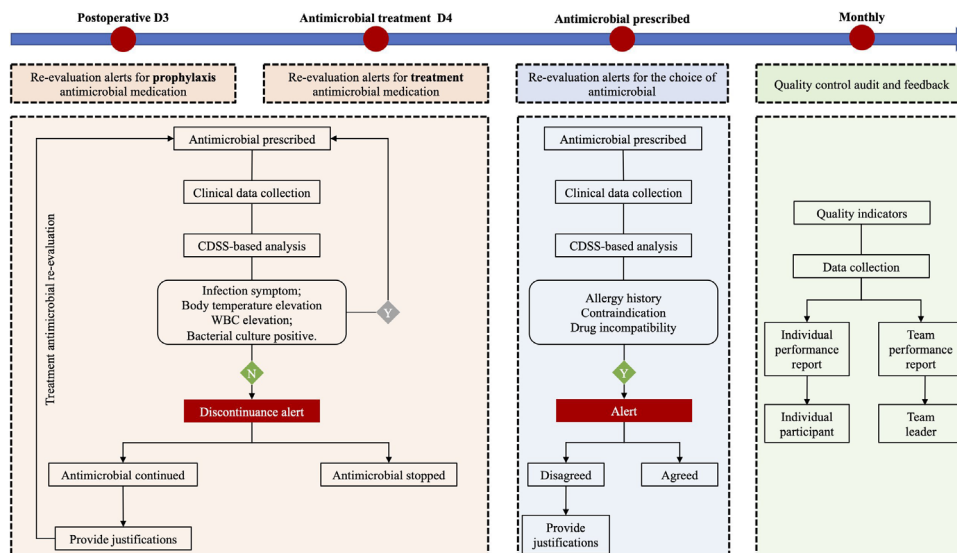 Postoperative D3
Antimicrobial treatment D4
Antimicrobial prescribed
Monthly
Re-evaluation alerts for prophylaxis
antimicrobial medication
Re-evaluation alerts for treatment
antimicrobial medication
Re-evaluation alerts for the choice of
antimicrobial
Quality control audit and feedback
Treatment antimicrobial re-evaluation
Antimicrobial prescribed
Clinical data collection
CDSS-based analysis
Infection symptom;
Body temperature elevation
WBC elevation;
Bacterial culture positive.
Y
N
Discontinuance alert
Antimicrobial continued
Antimicrobial stopped
Provide justifications
Antimicrobial prescribed
Clinical data collection
CDSS-based analysis
Allergy history
Contraindication
Drug incompatibility
Y
Alert
Disagreed
Agreed
Provide
justifications
Quality indicators
Data collection
Individual
performance
report
Team
performance
report
Individual
participant
Team
leader